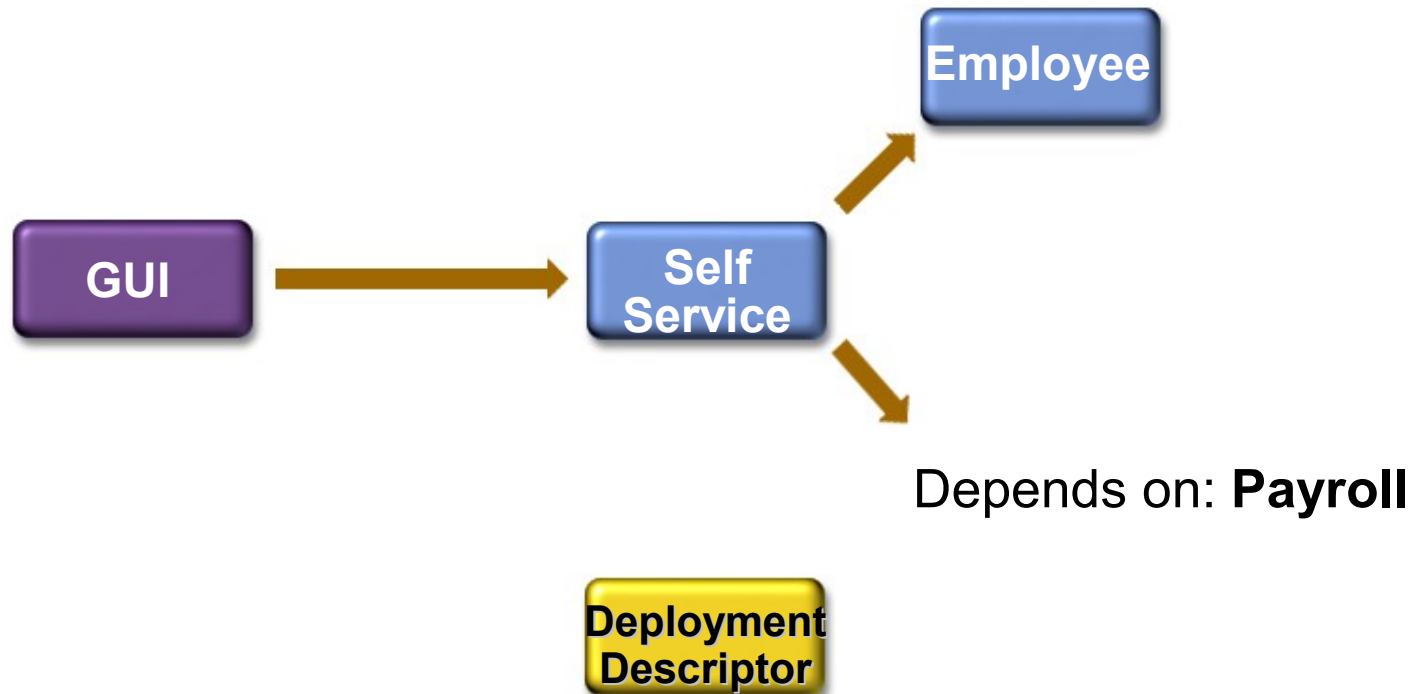 Employee
GUI
Self
Service
Depends on: Payroll
Deployment
Descriptor